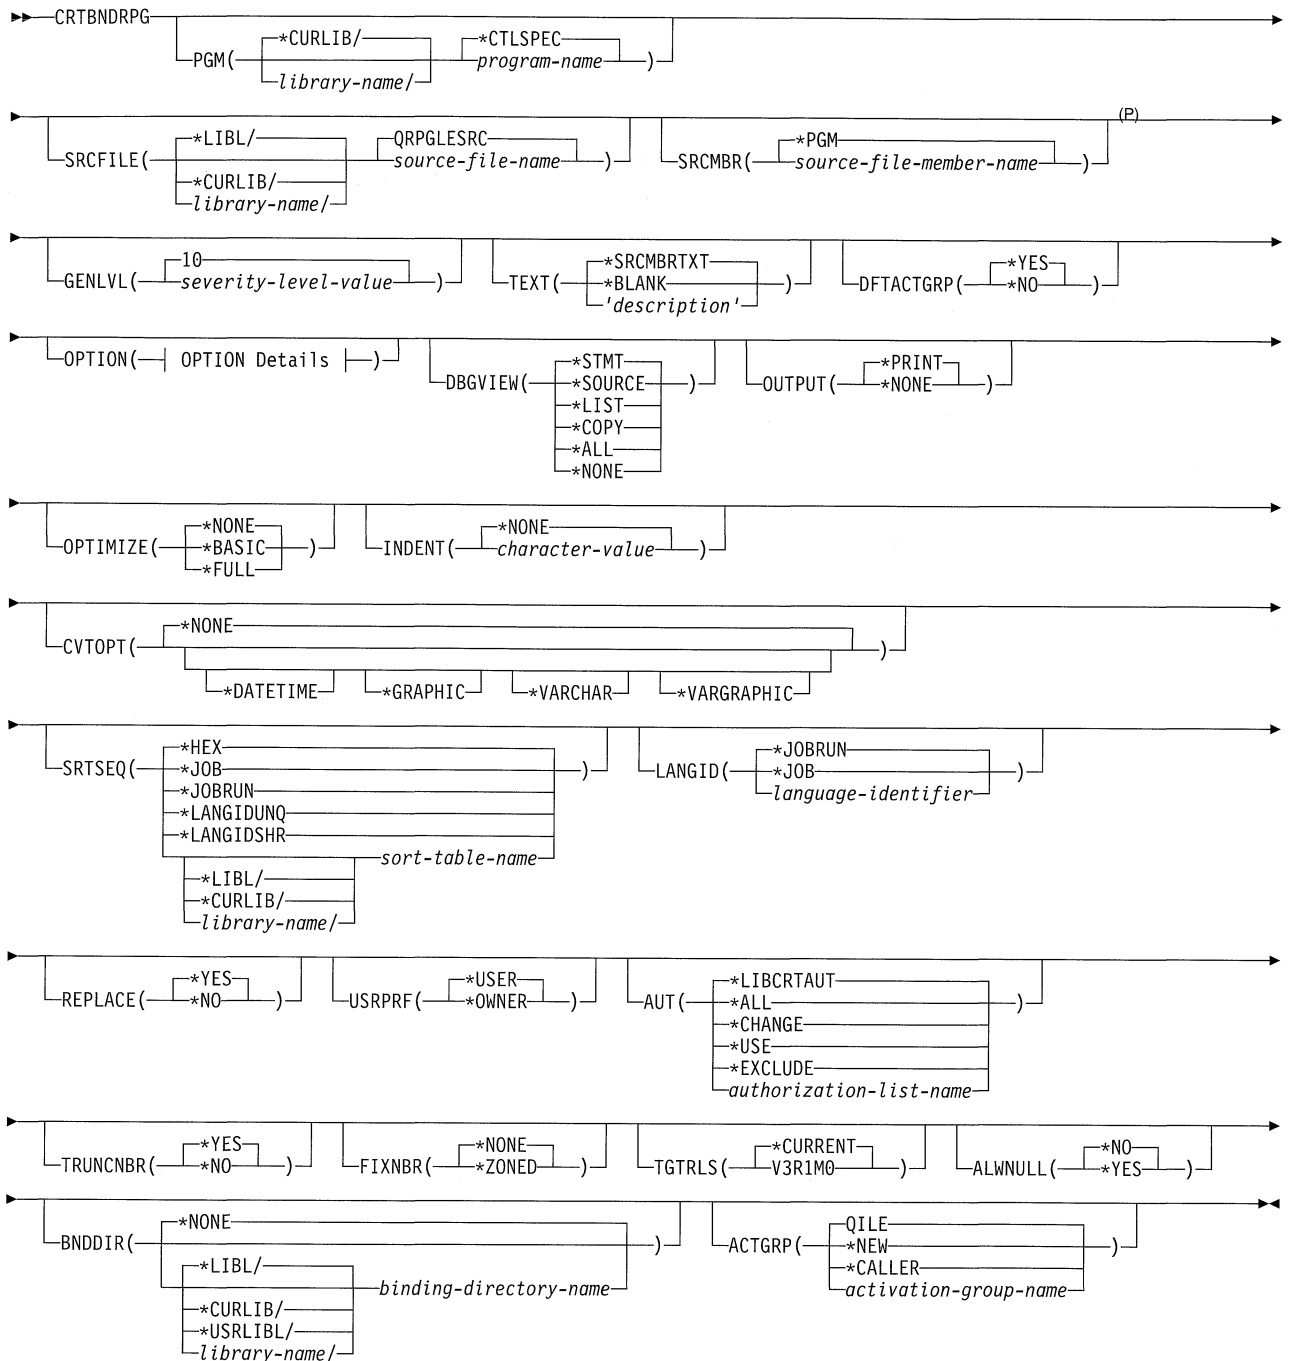 CRTBNDRPG
PGM( *CURLIB/ library-name/ *CTLSPEC program-name )
SRCFILE( *LIBL/ *CURLIB/ library-name/ QRPGLESRC source-file-name )
SRCMBR( *PGM source-file-member-name )
(P)
GENLVL( 10 severity-level-value )
TEXT( *SRCMBRTXT *BLANK 'description' )
DFTACTGRP( *YES *NO )
OPTION( OPTION Details )
DBGVIEW( *STMT *SOURCE *LIST *COPY *ALL *NONE )
OUTPUT( *PRINT *NONE )
OPTIMIZE( *NONE *BASIC *FULL )
INDENT( *NONE character-value )
CVTOPT( *NONE *DATETIME *GRAPHIC *VARCHAR *VARGRAPHIC )
SRTSEQ( *HEX *JOB *JOBRUN *LANGIDUNQ *LANGIDSHR *LIBL/ *CURLIB/ library-name/ sort-table-name )
LANGID( *JOBRUN *JOB language-identifier )
REPLACE( *YES *NO )
USRPRF( *USER *OWNER )
AUT( *LIBCRTAUT *ALL *CHANGE *USE *EXCLUDE authorization-list-name )
TRUNCNBR( *YES *NO )
FIXNBR( *NONE *ZONED )
TGTRLS( *CURRENT V3R1M0 )
ALWNULL( *NO *YES )
BNDDIR( *NONE *LIBL/ *CURLIB/ *USRLIBL/ library-name/ binding-directory-name )
ACTGRP( QILE *NEW *CALLER activation-group-name )